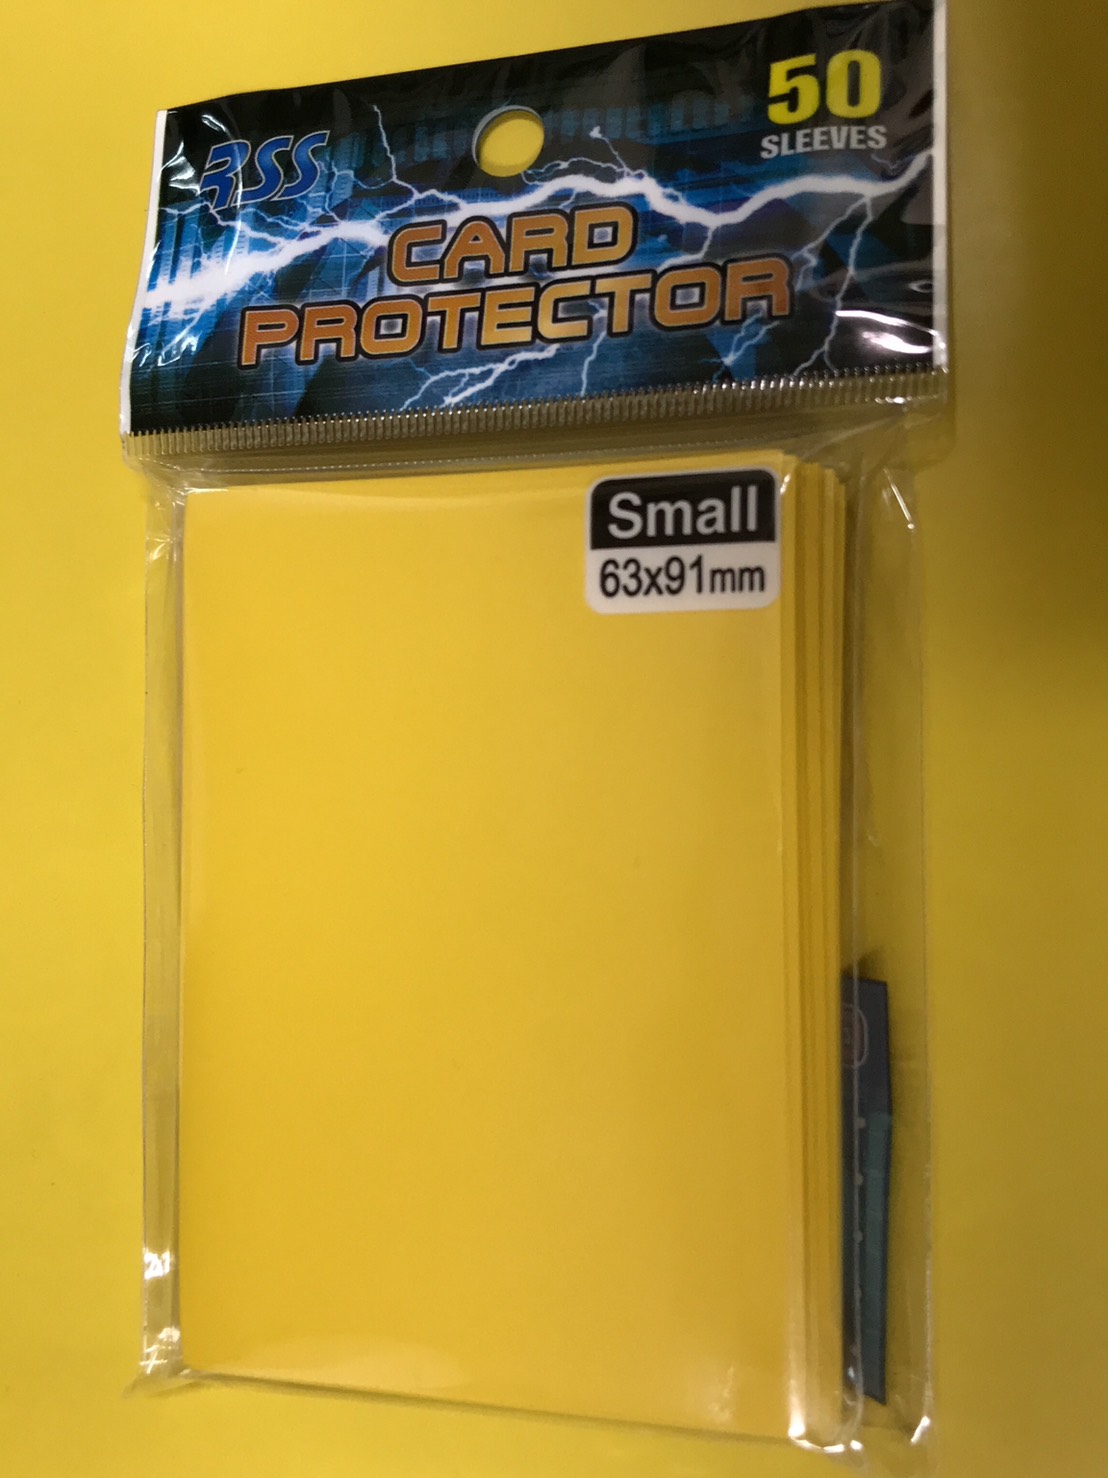 RSS
50
SLEEVES
CARD
PROTECTOR
Small
63x91mm